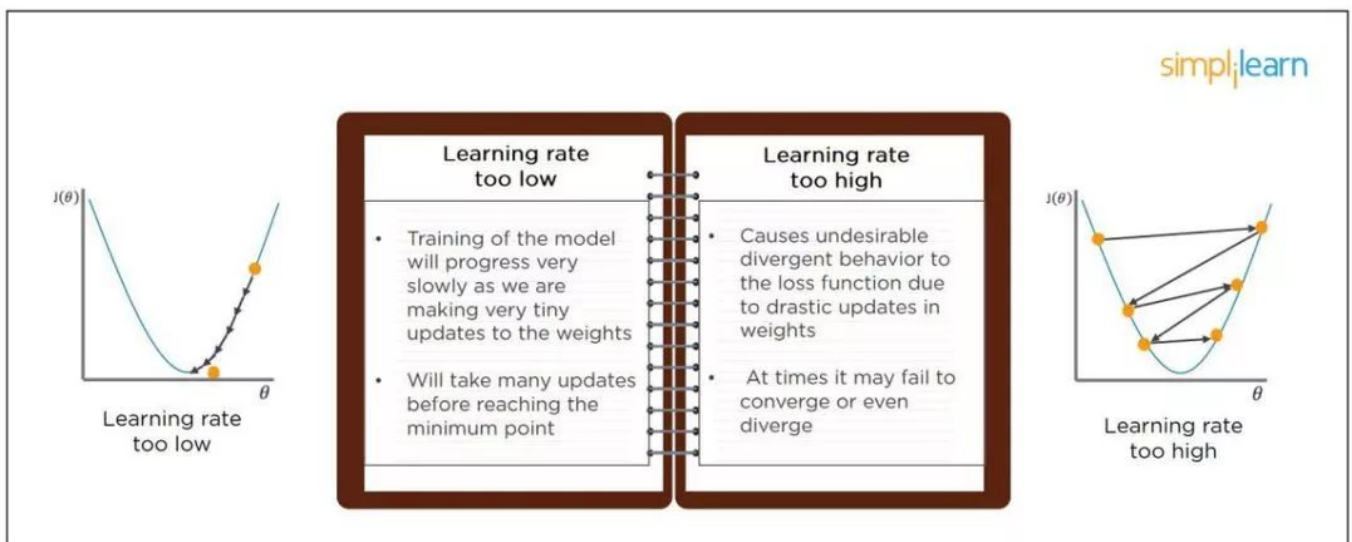 simplilearn
J(θ)
θ
Learning rate
too low
Learning rate
too low
• Training of the model
will progress very
slowly as we are
making very tiny
updates to the weights
• Will take many updates
before reaching the
minimum point
Learning rate
too high
• Causes undesirable
divergent behavior to
the loss function due
to drastic updates in
weights
• At times it may fail to
converge or even
diverge
J(θ)
θ
Learning rate
too high